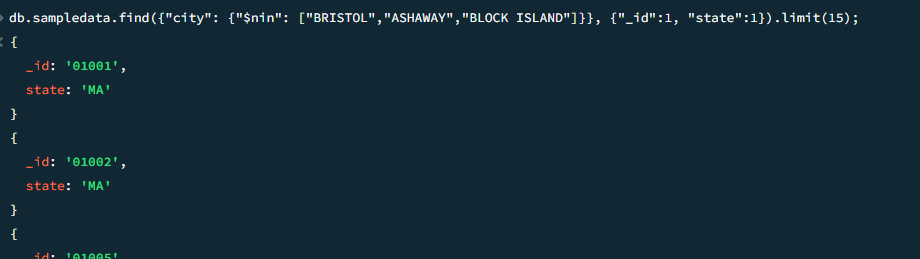 db.sampledata.find({"city": {"$nin": ["BRISTOL","ASHAWAY","BLOCK ISLAND"]}}, {"_id":1, "state":1}).limit(15);
{
_id: '01001',
state: 'MA'
}
{
_id: '01002',
state: 'MA'
}
{
_id: '01005',